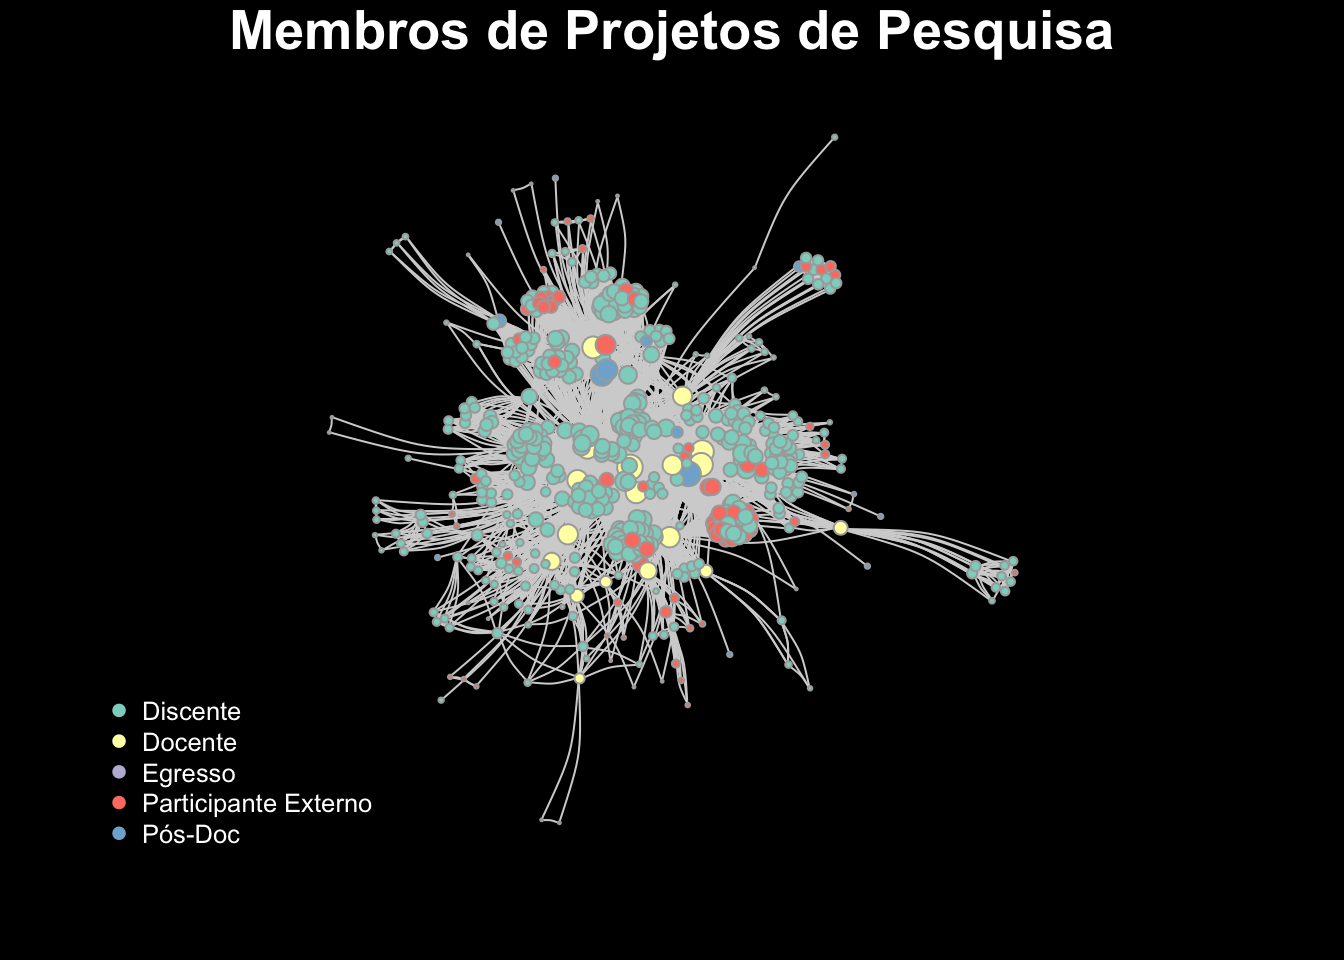 Membros de Projetos de Pesquisa
Discente
Docente
Egresso
Participante Externo
Pós-Doc